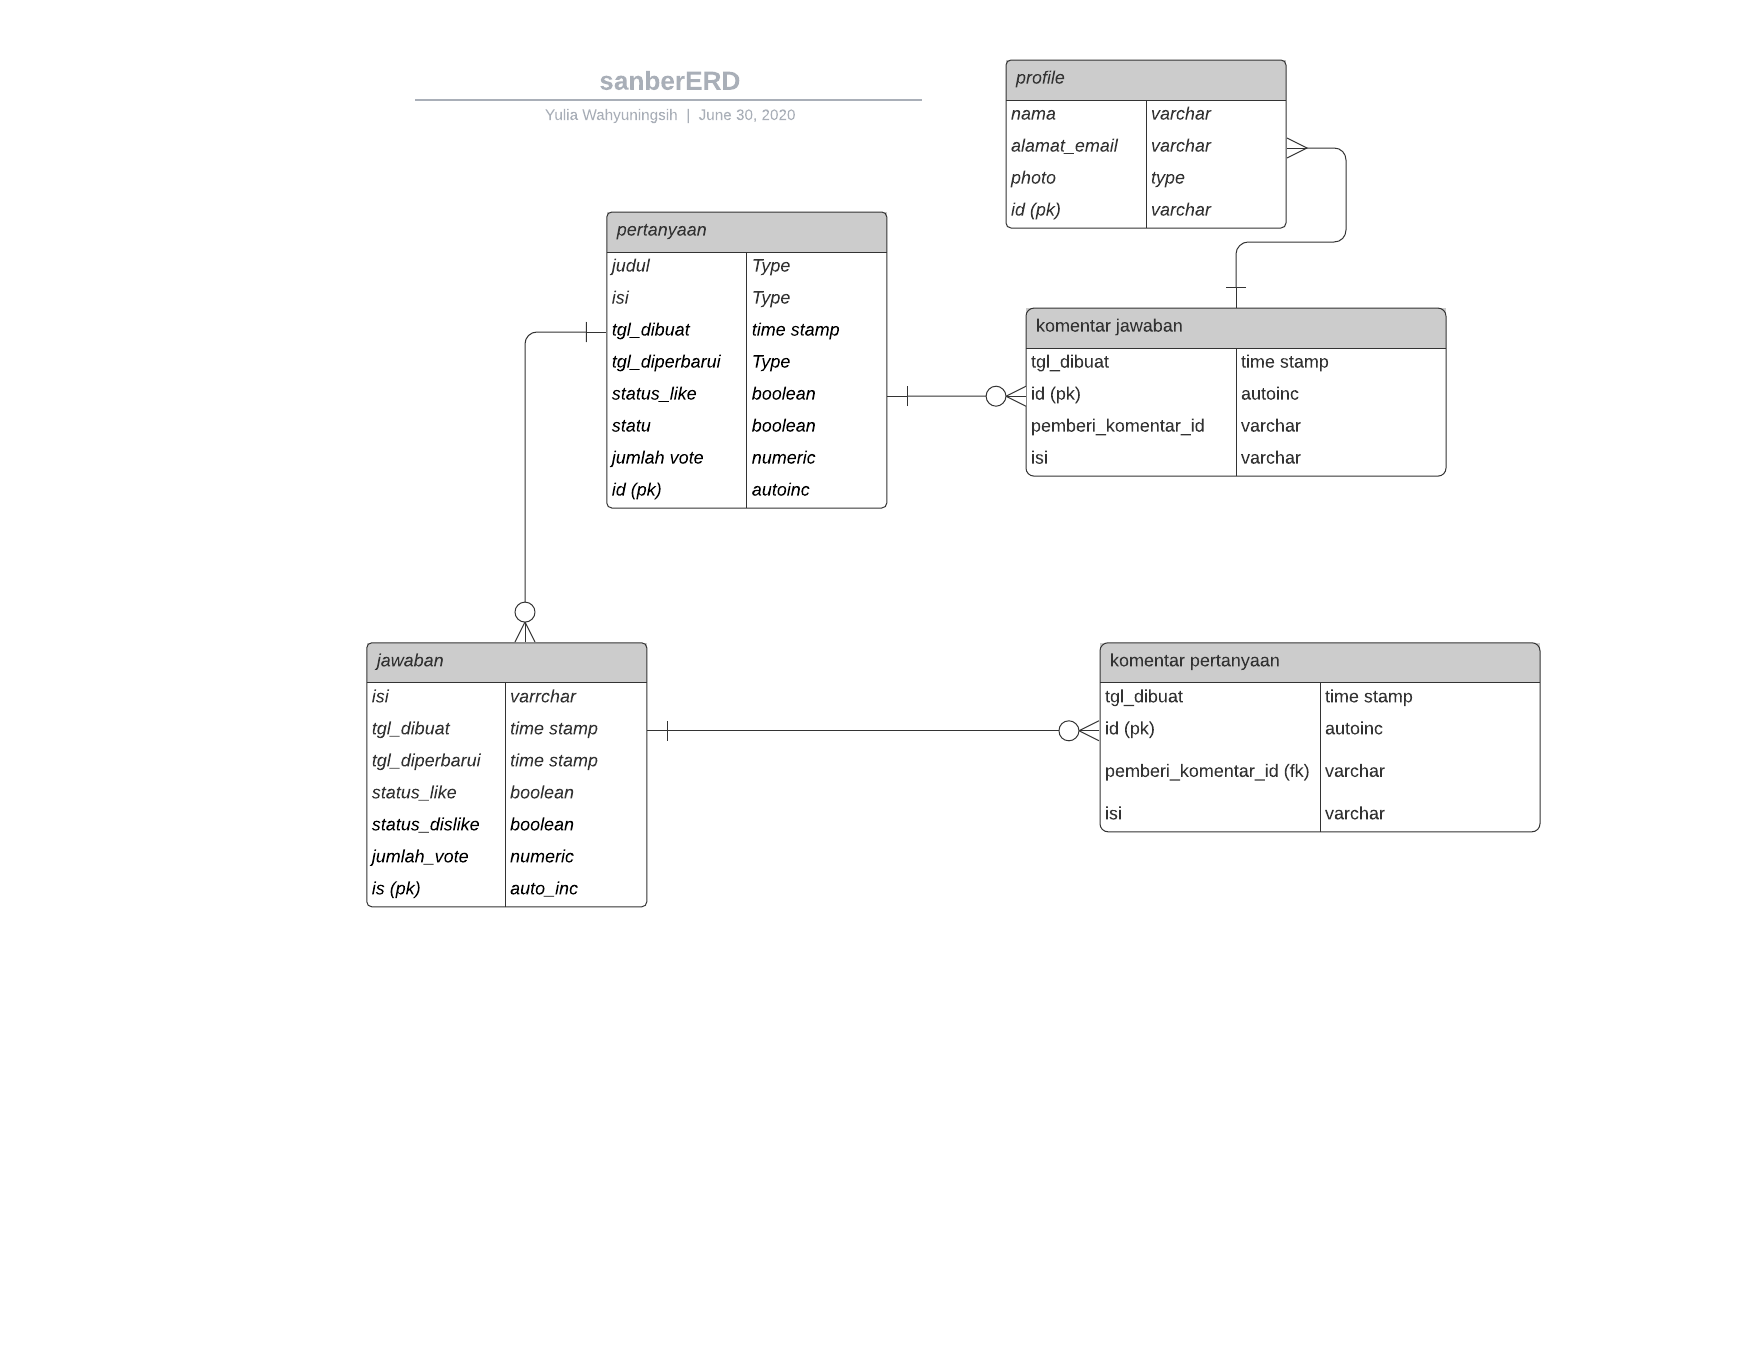 sanberERD
Yulia Wahyuningsih | June 30, 2020
profile
nama varchar
alamat_email varchar
photo type
id (pk) varchar
pertanyaan
judul Type
isi Type
tgl_dibuat time stamp
tgl_diperbarui Type
status_like boolean
statu boolean
jumlah vote numeric
id (pk) autoinc
komentar jawaban
tgl_dibuat time stamp
id (pk) autoinc
pemberi_komentar_id varchar
isi varchar
jawaban
isi varrchar
tgl_dibuat time stamp
tgl_diperbarui time stamp
status_like boolean
status_dislike boolean
jumlah_vote numeric
is (pk) auto_inc
komentar pertanyaan
tgl_dibuat time stamp
id (pk) autoinc
pemberi_komentar_id (fk) varchar
isi varchar